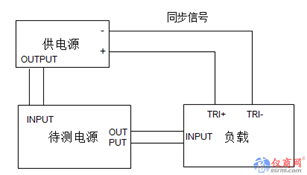 同步信号
供电源
-
+
OUTPUT
INPUT
待测电源
OUT
PUT
TRI+ TRI-
INPUT
负载
仪商网